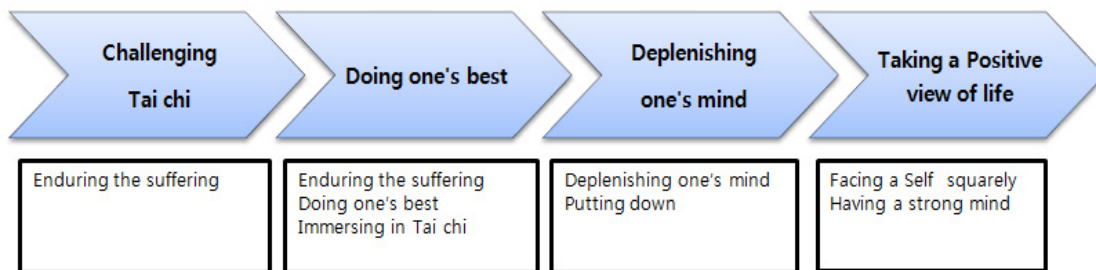 Challenging
Tai chi
Doing one's best
Deplenishing
one's mind
Taking a Positive
view of life
Enduring the suffering
Enduring the suffering
Doing one's best
Immersing in Tai chi
Deplenishing one's mind
Putting down
Facing a Self squarely
Having a strong mind